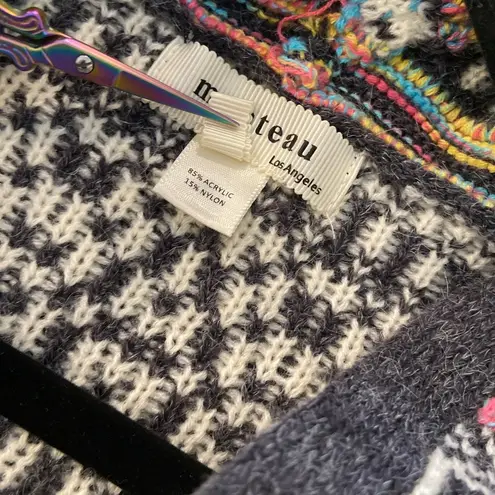 Los Angeles
85% ACRYLIC
15% NYLON